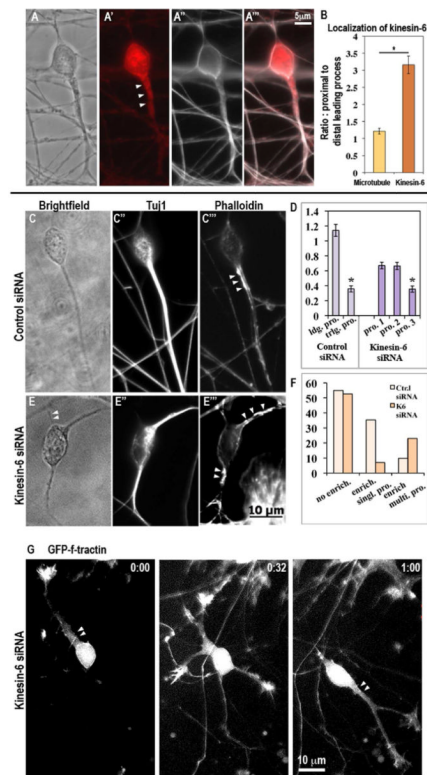 A
A'
A''
A'''
5µm
B
Localization of kinesin-6
Ratio : proximal to
distal leading process
4
3.5
3
2.5
2
1.5
1
0.5
0
*
Microtubule
Kinesin-6
Brightfield
Tuj1
Phalloidin
Control siRNA
C
C''
C'''
D
1.4
1.2
1
0.8
0.6
0.4
0.2
0
*
*
ldg. pro.
trlg. pro.
pro. 1
pro. 2
pro. 3
Control
siRNA
Kinesin-6
siRNA
Kinesin-6 siRNA
E
E''
E'''
10 µm
F
60
50
40
30
20
10
0
Ctr.l
siRNA
K6
siRNA
no enrich.
enrich.
singl. pro.
enrich
multi. pro.
G
GFP-f-tractin
Kinesin-6 siRNA
0:00
0:32
1:00
10 µm